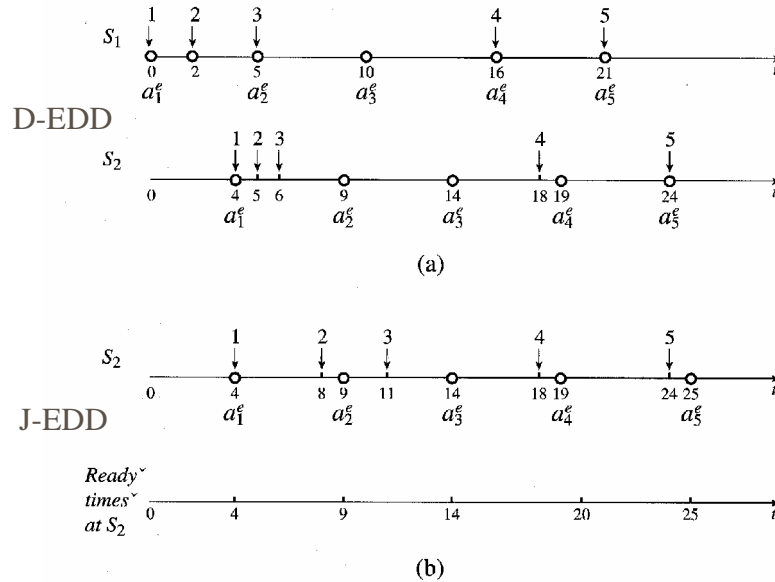 1 2 3 4 5
S1
0 2 5 10 16 21 t
a1e a2e a3e a4e a5e
D-EDD
1 2 3 4 5
S2
0 4 5 6 9 14 18 19 24 t
a1e a2e a3e a4e a5e
(a)
1 2 3 4 5
S2
0 4 8 9 11 14 18 19 24 25 t
a1e a2e a3e a4e a5e
J-EDD
Readyˇ
timesˇ
at S2
0 4 9 14 20 25 t
(b)